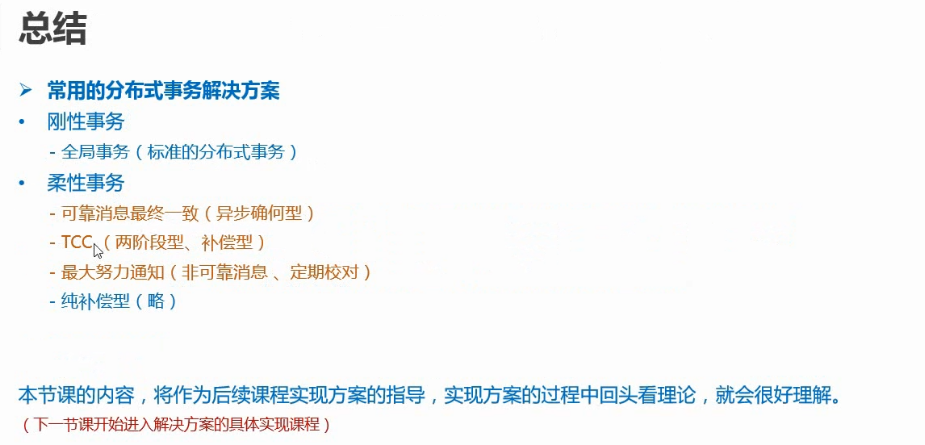 总结
➢ 常用的分布式事务解决方案
• 刚性事务
- 全局事务（标准的分布式事务）
• 柔性事务
- 可靠消息最终一致（异步确何型）
- TCC（两阶段型、补偿型）
- 最大努力通知（非可靠消息 、定期校对）
- 纯补偿型（略）
本节课的内容，将作为后续课程实现方案的指导，实现方案的过程中回头看理论，就会很好理解。
（下一节课开始进入解决方案的具体实现课程）